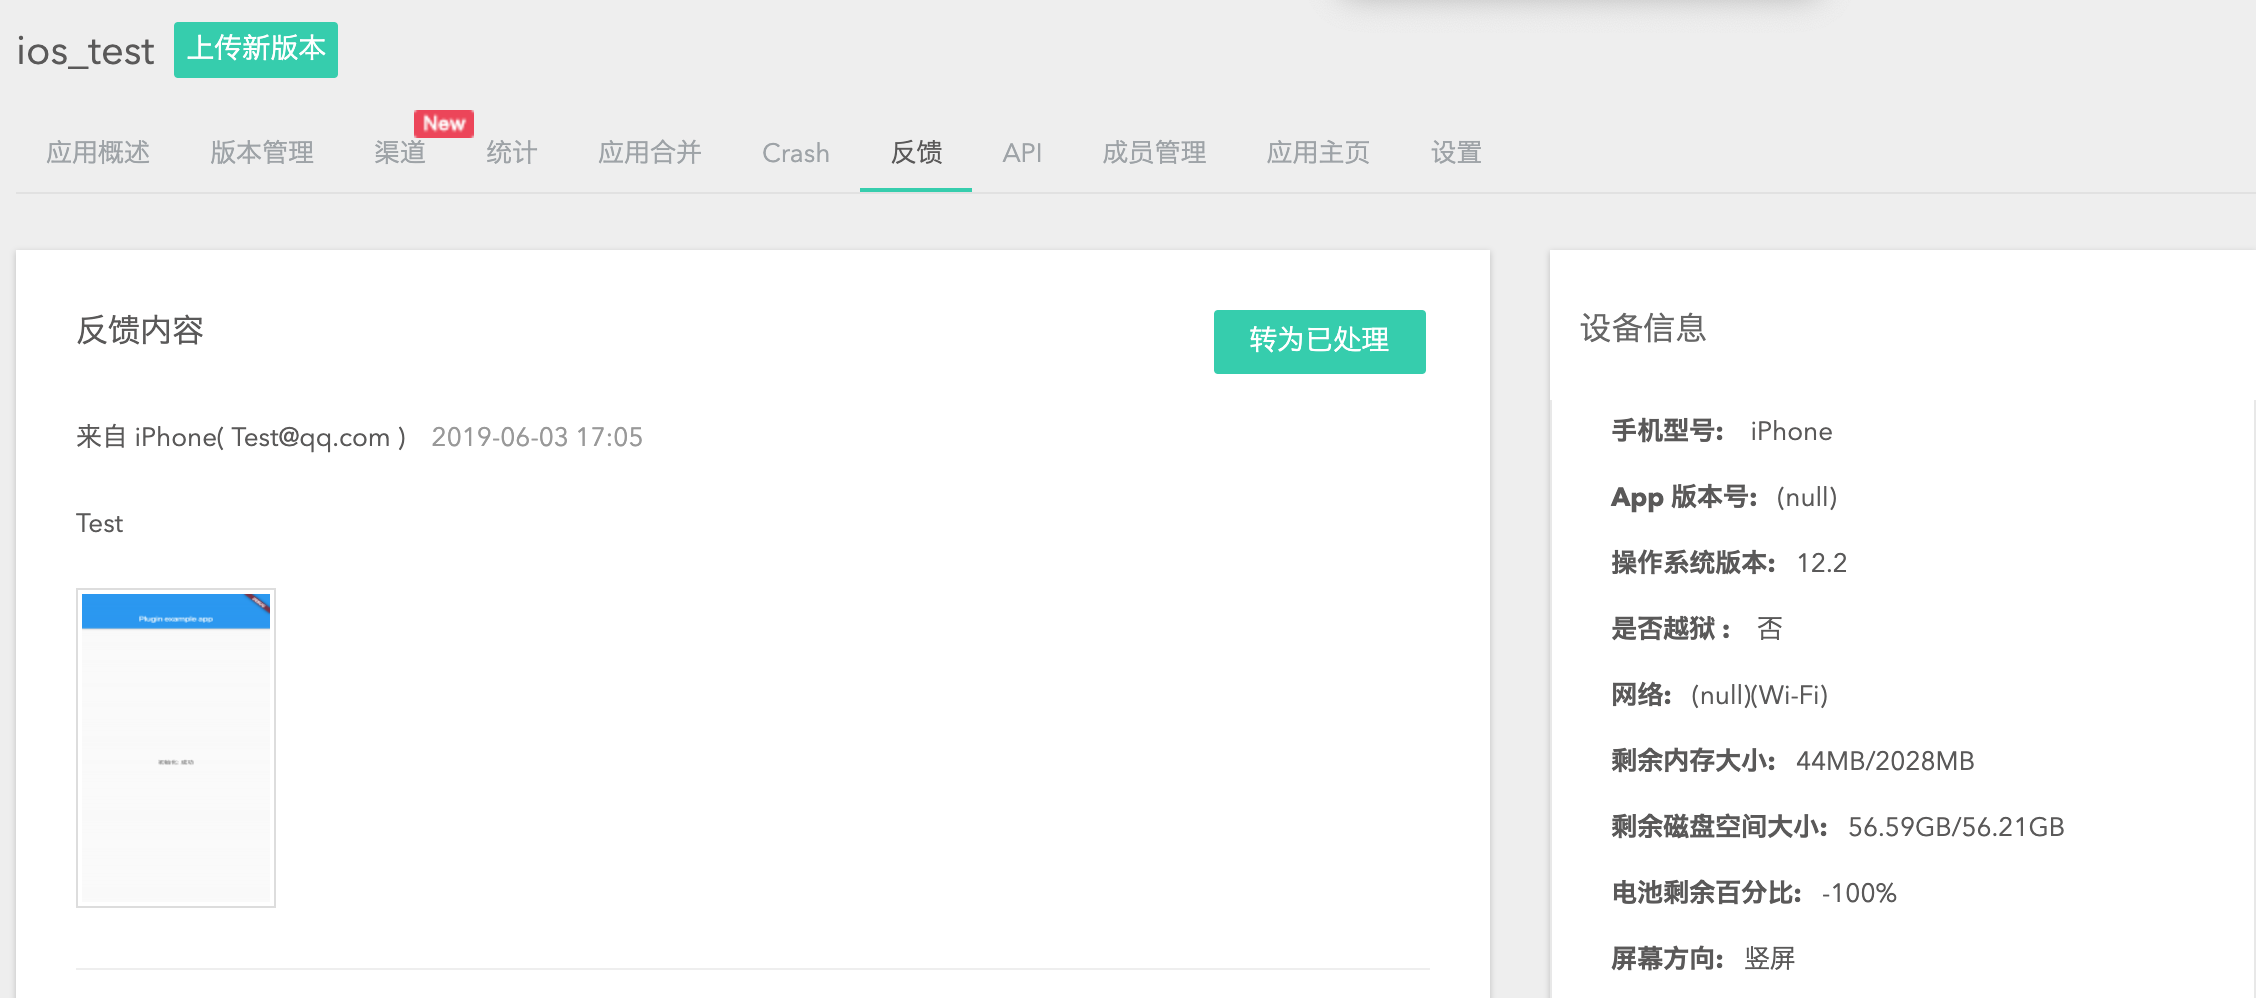 ios_test 上传新版本
New
应用概述 版本管理 渠道 统计 应用合并 Crash 反馈 API 成员管理 应用主页 设置
反馈内容
转为已处理
来自 iPhone( Test@qq.com ) 2019-06-03 17:05
Test
Plugin example app
设备信息
手机型号: iPhone
App 版本号: (null)
操作系统版本: 12.2
是否越狱 : 否
网络: (null)(Wi-Fi)
剩余内存大小: 44MB/2028MB
剩余磁盘空间大小: 56.59GB/56.21GB
电池剩余百分比: -100%
屏幕方向: 竖屏